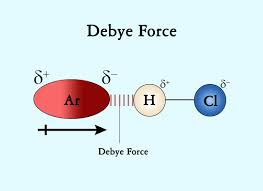 Debye Force
δ+ δ− δ+ δ−
Ar H Cl
Debye Force